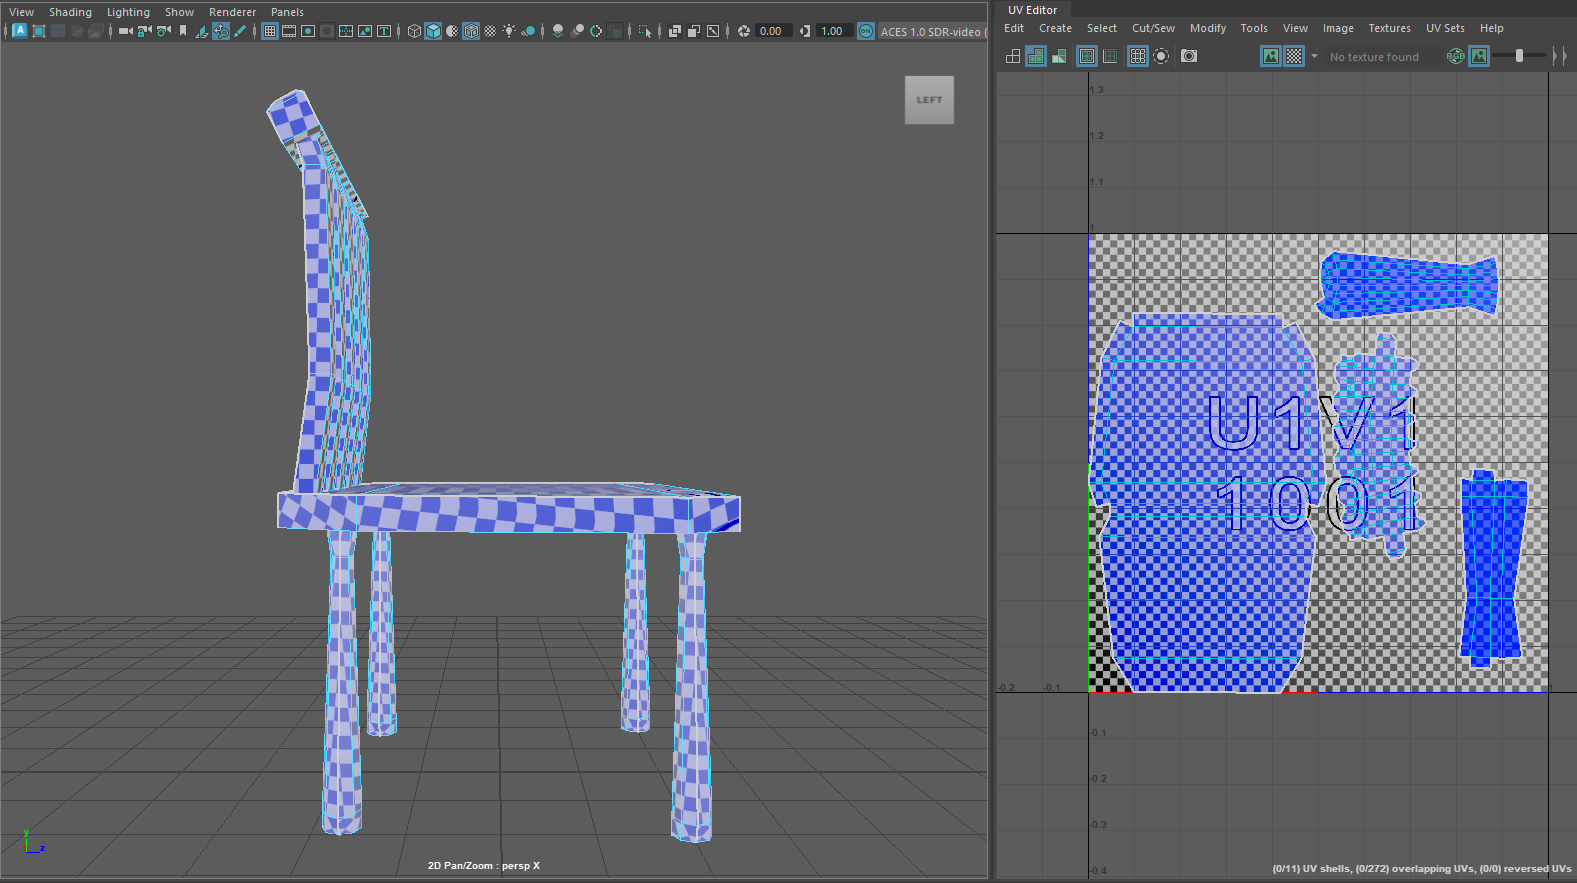 View Shading Lighting Show Renderer Panels
0.00 1.00 ON ACES 1.0 SDR-video (
LEFT
y
z
2D Pan/Zoom : persp X
UV Editor
Edit Create Select Cut/Sew Modify Tools View Image Textures UV Sets Help
No texture found RGB
1.3
1.2
1.1
1
U1V1
1001
-0.2 -0.1 1
-0.1
-0.2
-0.3
-0.4
(0/11) UV shells, (0/272) overlapping UVs, (0/0) reversed UVs